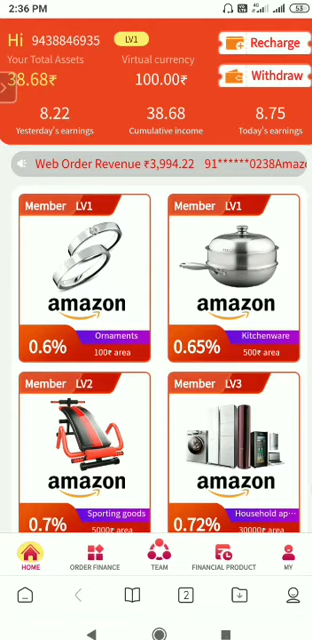 2:36 PM 4G 53
Hi 9438846935 LV1 Recharge
Your Total Assets Virtual currency
38.68₹ 100.00₹ Withdraw
8.22 38.68 8.75
Yesterday's earnings Cumulative income Today's earnings
Web Order Revenue ₹3,994.22 91******0238Amazo
Member LV1
amazon
Ornaments
0.6% 100₹ area
Member LV1
amazon
Kitchenware
0.65% 500₹ area
Member LV2
amazon
Sporting goods
0.7% 5000₹ area
Member LV3
amazon
Household ap···
0.72% 30000₹ area
HOME ORDER FINANCE TEAM FINANCIAL PRODUCT MY
2